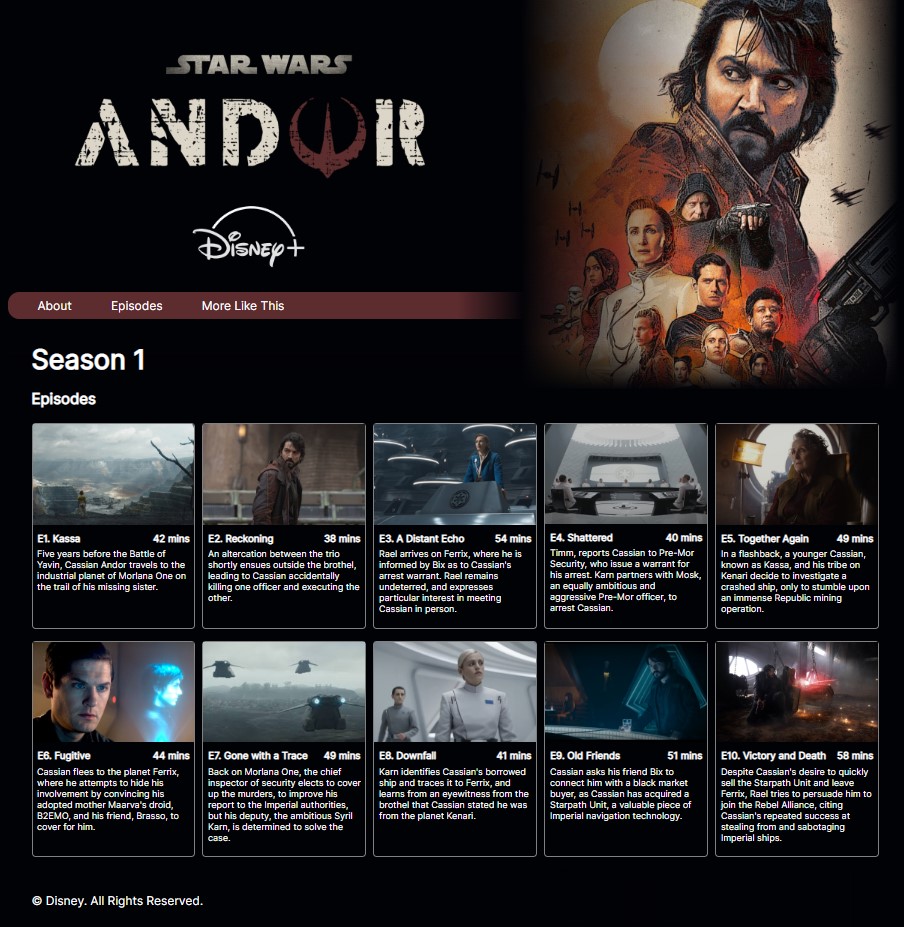 STAR WARS
ANDOR
Disney+
About Episodes More Like This
Season 1
Episodes
E1. Kassa 42 mins
Five years before the Battle of
Yavin, Cassian Andor travels to the
industrial planet of Morlana One on
the trail of his missing sister.
E2. Reckoning 38 mins
An altercation between the trio
shortly ensues outside the brothel,
leading to Cassian accidentally
killing one officer and executing the
other.
E3. A Distant Echo 54 mins
Rael arrives on Ferrix, where he is
informed by Bix as to Cassian's
arrest warrant. Rael remains
undeterred, and expresses
particular interest in meeting
Cassian in person.
E4. Shattered 40 mins
Timm, reports Cassian to Pre-Mor
Security, who issue a warrant for
his arrest. Karn partners with Mosk,
an equally ambitious and
aggressive Pre-Mor officer, to
arrest Cassian.
E5. Together Again 49 mins
In a flashback, a younger Cassian,
known as Kassa, and his tribe on
Kenari decide to investigate a
crashed ship, only to stumble upon
an immense Republic mining
operation.
E6. Fugitive 44 mins
Cassian flees to the planet Ferrix,
where he attempts to hide his
involvement by convincing his
adopted mother Maarva's droid,
B2EMO, and his friend, Brasso, to
cover for him.
E7. Gone with a Trace 49 mins
Back on Morlana One, the chief
inspector of security elects to cover
up the murders, to improve his
report to the Imperial authorities,
but his deputy, the ambitious Syril
Karn, is determined to solve the
case.
E8. Downfall 41 mins
Karn identifies Cassian's borrowed
ship and traces it to Ferrix, and
learns from an eyewitness from the
brothel that Cassian stated he was
from the planet Kenari.
E9. Old Friends 51 mins
Cassian asks his friend Bix to
connect him with a black market
buyer, as Cassian has acquired a
Starpath Unit, a valuable piece of
Imperial navigation technology.
E10. Victory and Death 58 mins
Despite Cassian's desire to quickly
sell the Starpath Unit and leave
Ferrix, Rael tries to persuade him to
join the Rebel Alliance, citing
Cassian's repeated success at
stealing from and sabotaging
Imperial ships.
© Disney. All Rights Reserved.